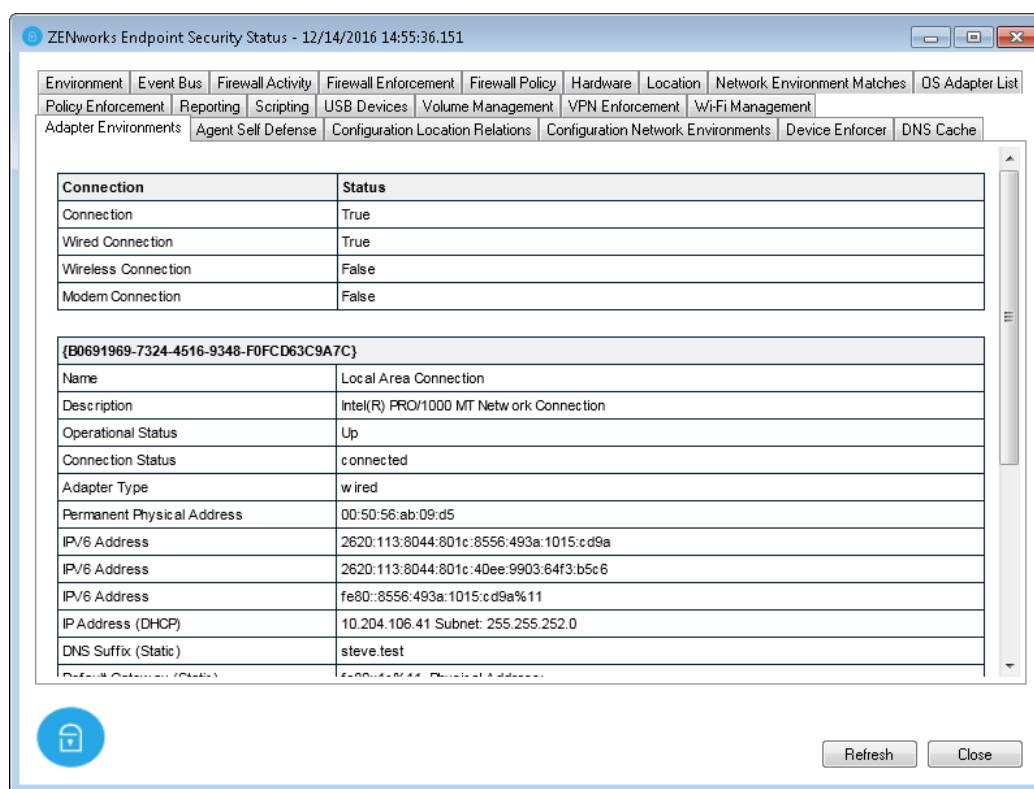 ZENworks Endpoint Security Status - 12/14/2016 14:55:36.151
Environment Event Bus Firewall Activity Firewall Enforcement Firewall Policy Hardware Location Network Environment Matches OS Adapter List
Policy Enforcement Reporting Scripting USB Devices Volume Management VPN Enforcement Wi-Fi Management
Adapter Environments Agent Self Defense Configuration Location Relations Configuration Network Environments Device Enforcer DNS Cache
Connection Status
Connection True
Wired Connection True
Wireless Connection False
Modem Connection False
{B0691969-7324-4516-9348-F0FCD63C9A7C}
Name Local Area Connection
Description Intel(R) PRO/1000 MT Network Connection
Operational Status Up
Connection Status connected
Adapter Type wired
Permanent Physical Address 00:50:56:ab:09:d5
IPV6 Address 2620:113:8044:801c:8556:493a:1015:cd9a
IPV6 Address 2620:113:8044:801c:40ee:9903:64f3:b5c6
IPV6 Address fe80::8556:493a:1015:cd9a%11
IP Address (DHCP) 10.204.106.41 Subnet: 255.255.252.0
DNS Suffix (Static) steve.test
Default Gateway (Static) Physical Address:
Refresh Close